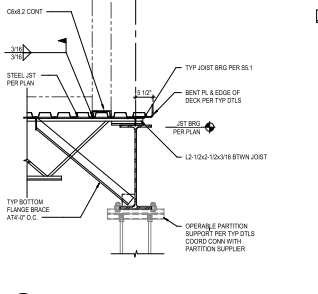 C6x8.2 CONT
3/16
3/16
STEEL JST
PER PLAN
5 1/2"
TYP JOIST BRG PER S5.1
BENT PL & EDGE OF
DECK PER TYP DTLS
JST BRG
PER PLAN
L2-1/2x2-1/2x3/16 BTWN JOIST
TYP BOTTOM
FLANGE BRACE
AT4'-0" O.C.
OPERABLE PARTITION
SUPPORT PER TYP DTLS
COORD CONN WITH
PARTITION SUPPLIER